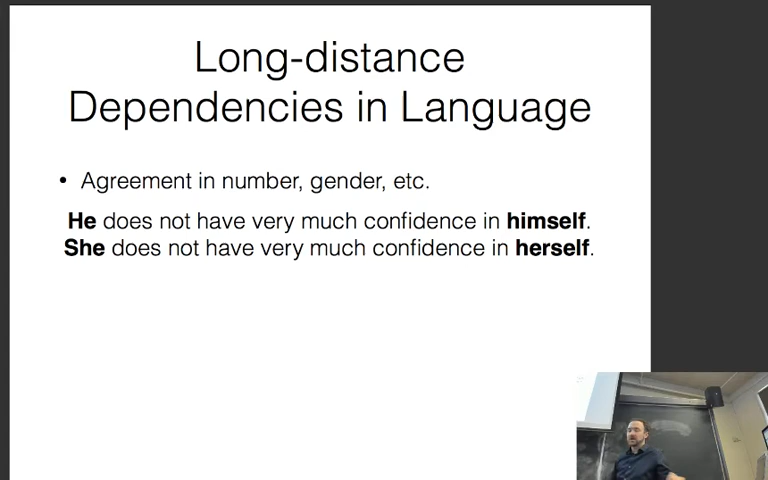 Long-distance
Dependencies in Language
• Agreement in number, gender, etc.
He does not have very much confidence in himself.
She does not have very much confidence in herself.